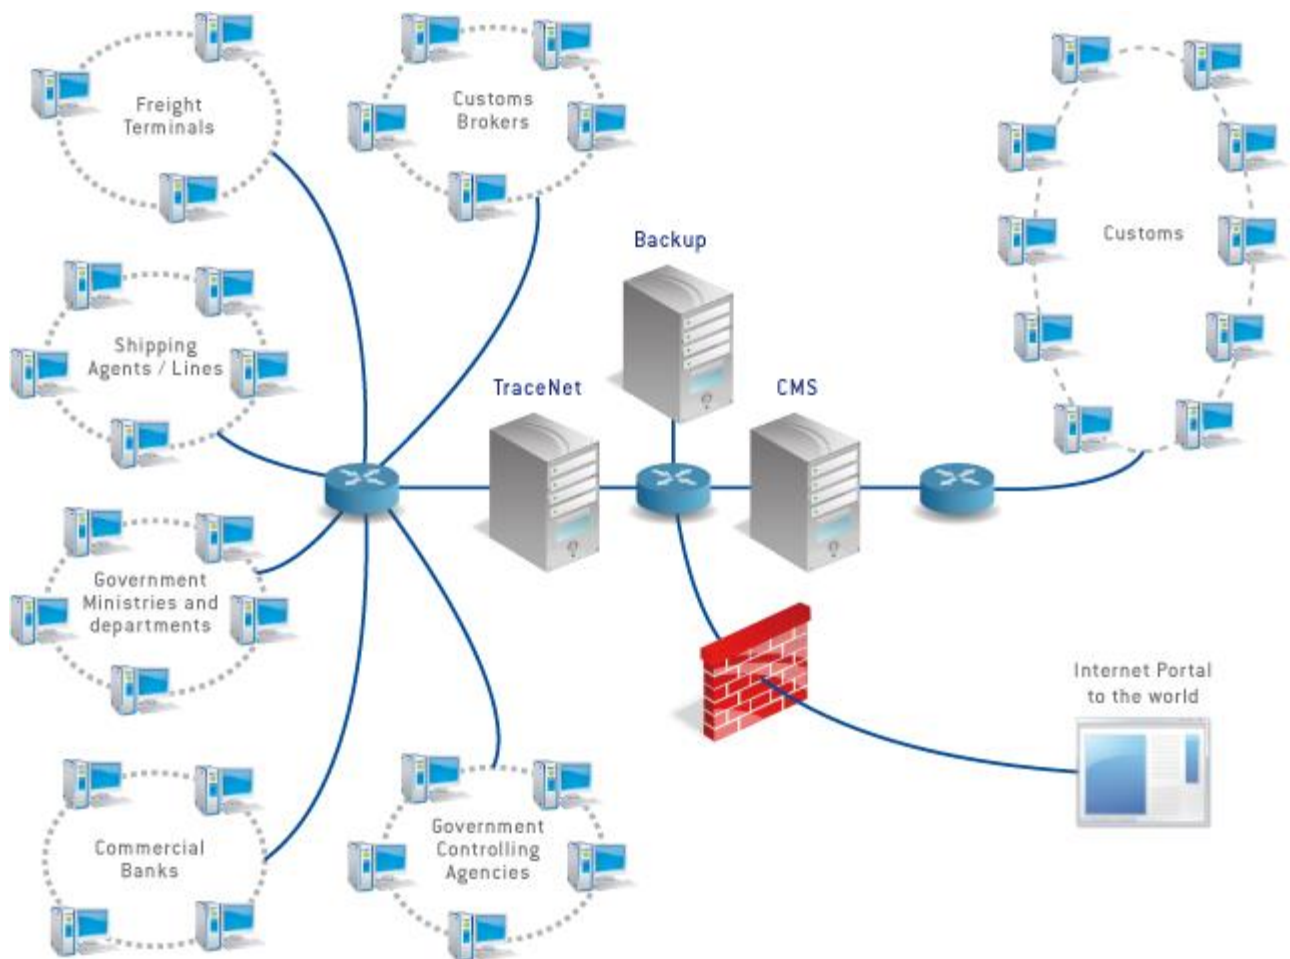 Freight
Terminals
Customs
Brokers
Customs
Backup
Shipping
Agents / Lines
TraceNet
CMS
Government
Ministries and
departments
Internet Portal
to the world
Commercial
Banks
Government
Controlling
Agencies